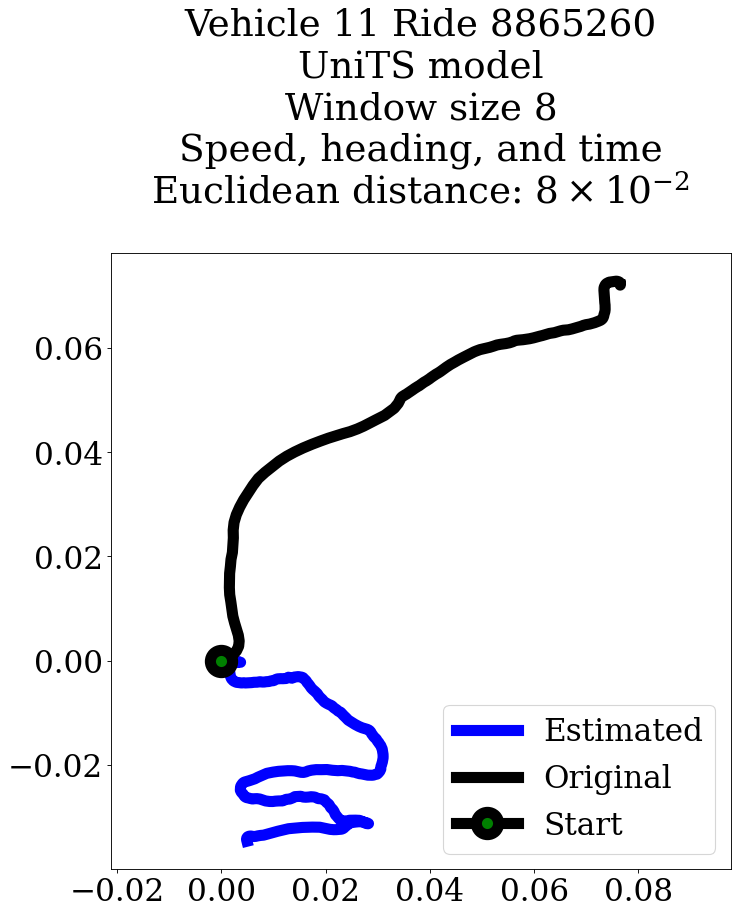 Vehicle 11 Ride 8865260
UniTS model
Window size 8
Speed, heading, and time
Euclidean distance: 8 × 10⁻²
0.06
0.04
0.02
0.00
−0.02
Estimated
Original
Start
−0.02 0.00 0.02 0.04 0.06 0.08